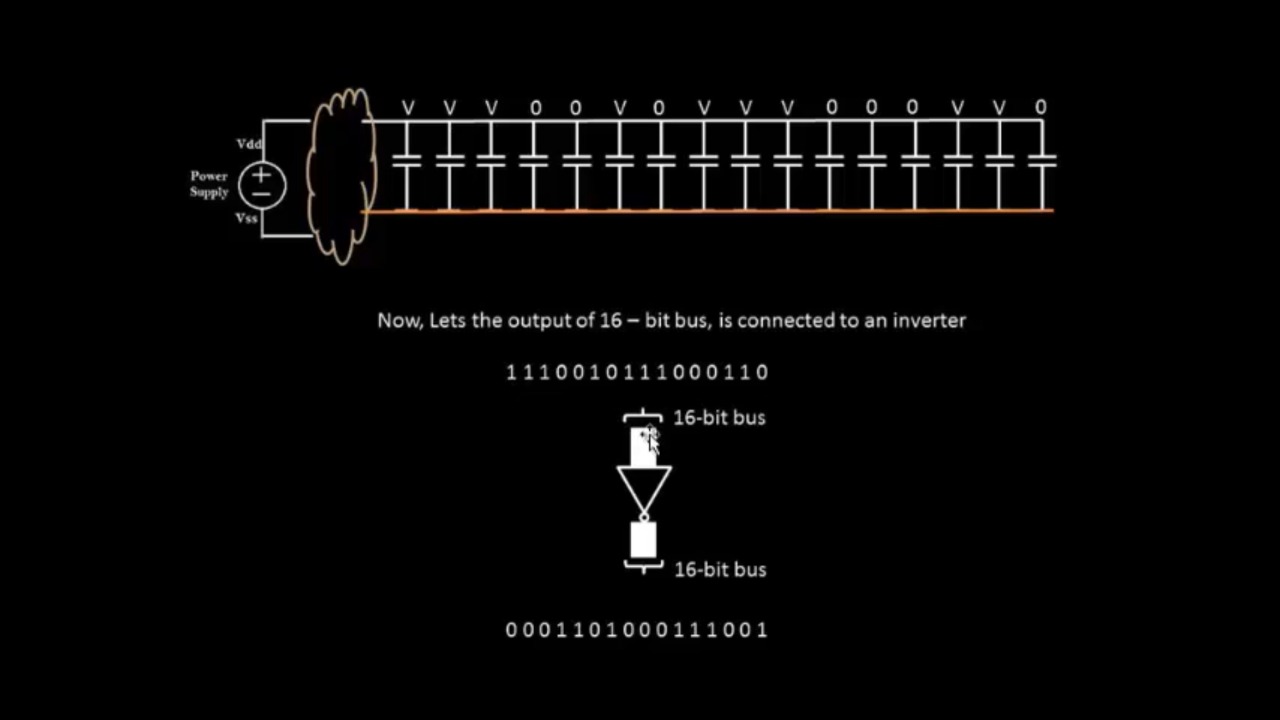 V V V 0 0 V 0 V V V 0 0 0 V V 0
Vdd
Power
Supply
Vss
Now, Lets the output of 16 – bit bus, is connected to an inverter
1 1 1 0 0 1 0 1 1 1 0 0 0 1 1 0
16-bit bus
16-bit bus
0 0 0 1 1 0 1 0 0 0 1 1 1 0 0 1